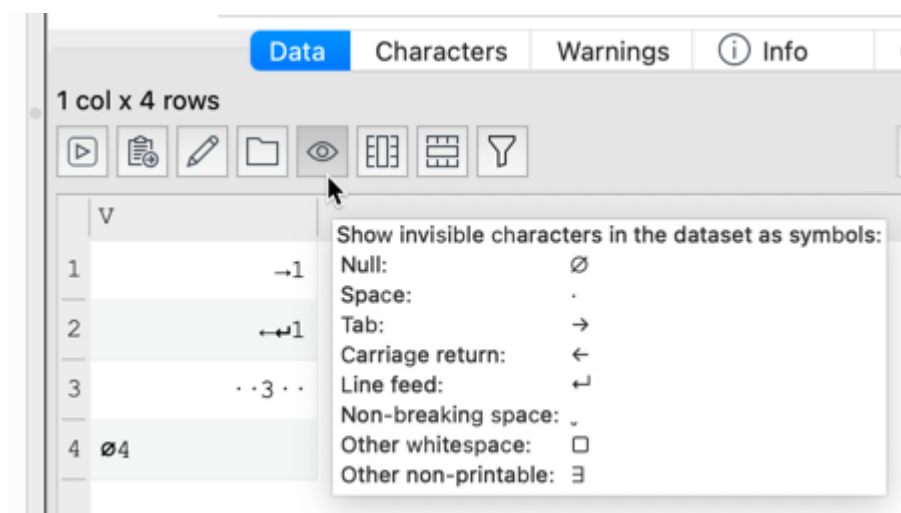 Data Characters Warnings ⓘ Info
1 col x 4 rows
V
1 →1
2 ←↵1
3 ··3··
4 ∅4
Show invisible characters in the dataset as symbols:
Null: ∅
Space: ·
Tab: →
Carriage return: ←
Line feed: ↵
Non-breaking space: ˬ
Other whitespace: ▢
Other non-printable: ∃